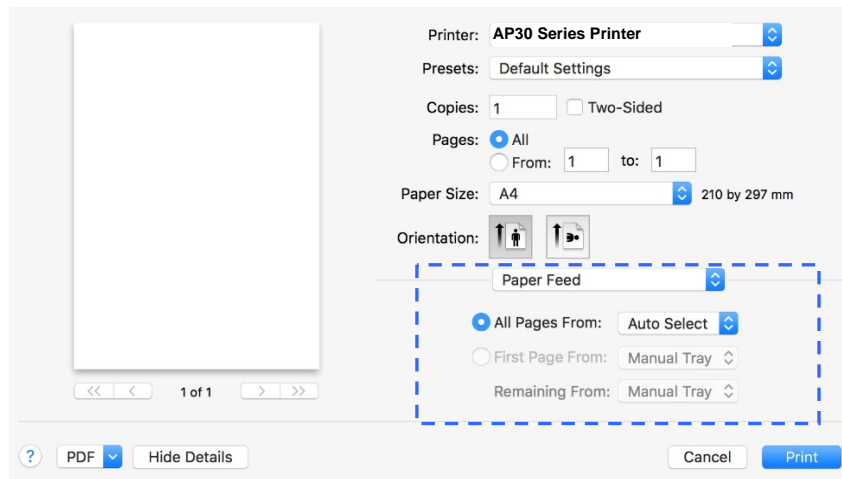 Printer: AP30 Series Printer
Presets: Default Settings
Copies: 1 Two-Sided
Pages: All
From: 1 to: 1
Paper Size: A4 210 by 297 mm
Orientation:
Paper Feed
All Pages From: Auto Select
First Page From: Manual Tray
Remaining From: Manual Tray
<< < 1 of 1 > >>
? PDF Hide Details Cancel Print